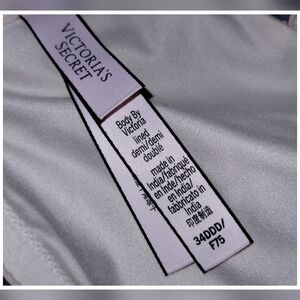 VICTORIA'S
SECRET
Body By
Victoria
lined
demi/demi
doublé
made in
India/fabriqué
en Inde/hecho
en India/
fabbricato in
India
印度制造
34DDD/
F75